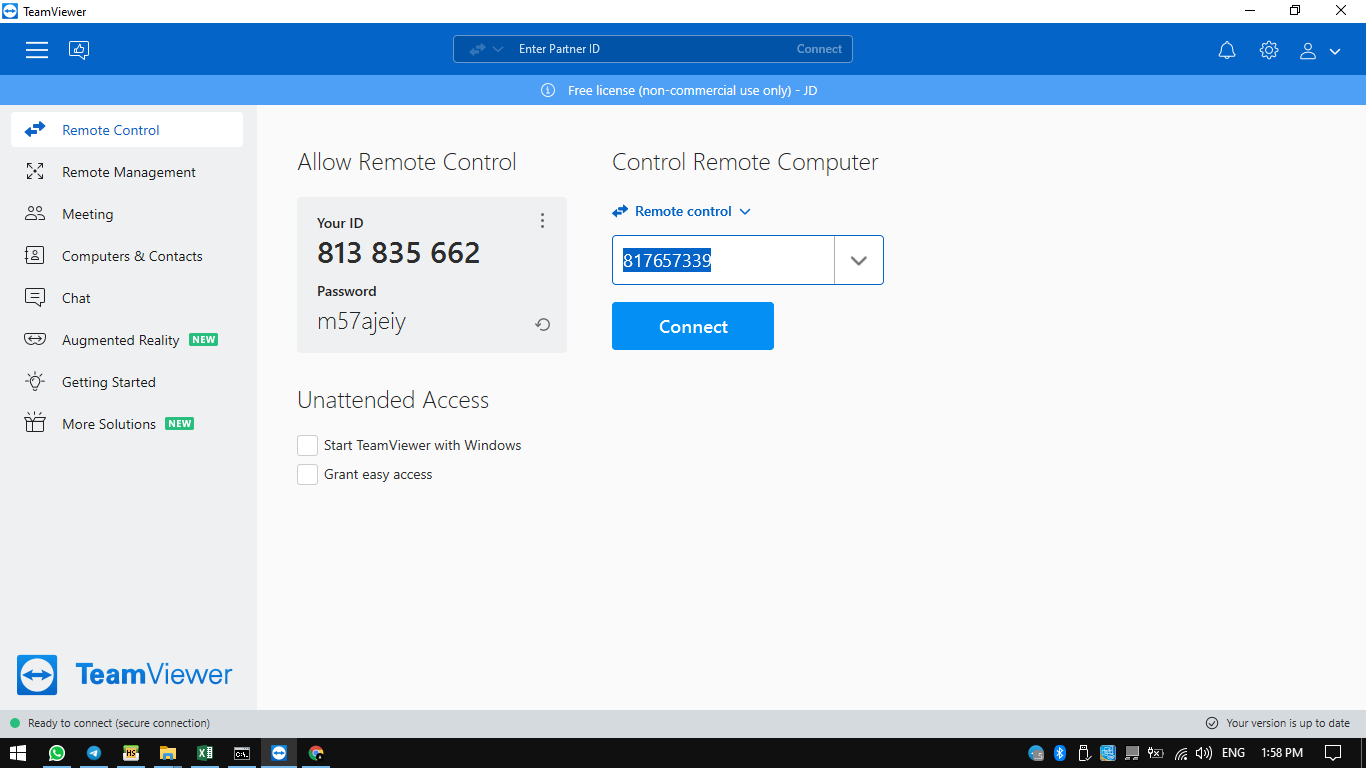 TeamViewer
Enter Partner ID
Connect
Free license (non-commercial use only) - JD
Remote Control
Remote Management
Meeting
Computers & Contacts
Chat
Augmented Reality NEW
Getting Started
More Solutions NEW
TeamViewer
Allow Remote Control
Your ID
813 835 662
Password
m57ajeiy
Unattended Access
Start TeamViewer with Windows
Grant easy access
Control Remote Computer
Remote control
817657339
Connect
Ready to connect (secure connection)
Your version is up to date
HS
C:\.
ENG
1:58 PM